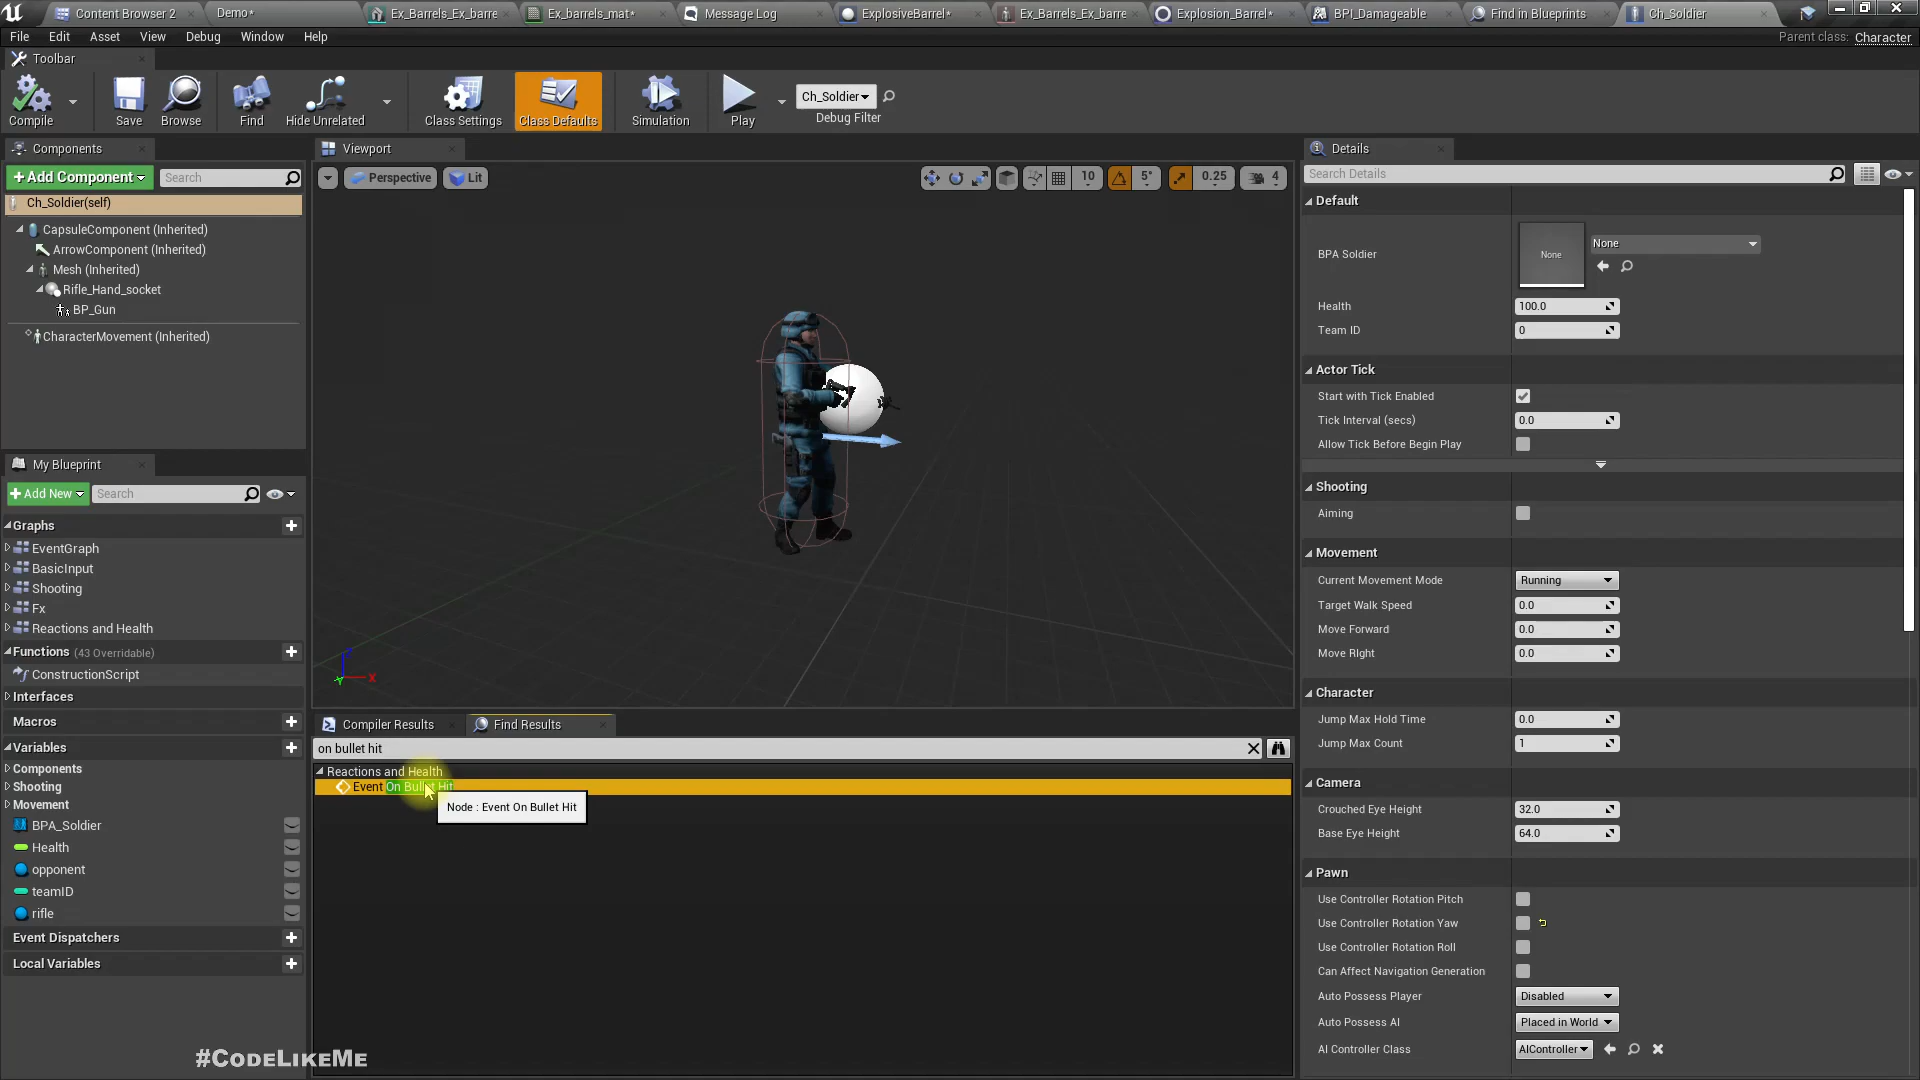 Content Browser 2
Demo*
Ex_Barrels_Ex_barre
Ex_barrels_mat*
Message Log
ExplosiveBarrel*
Ex_Barrels_Ex_barre
Explosion_Barrel*
BPI_Damageable
Find in Blueprints
Ch_Soldier
File Edit Asset View Debug Window Help
Parent class: Character
Toolbar
Compile
Save
Browse
Find
Hide Unrelated
Class Settings
Class Defaults
Simulation
Play
Ch_Soldier
Debug Filter
Components
+Add Component
Search
Ch_Soldier(self)
CapsuleComponent (Inherited)
ArrowComponent (Inherited)
Mesh (Inherited)
Rifle_Hand_socket
BP_Gun
CharacterMovement (Inherited)
My Blueprint
+Add New
Search
Graphs
EventGraph
BasicInput
Shooting
Fx
Reactions and Health
Functions (43 Overridable)
ConstructionScript
Interfaces
Macros
Variables
Components
Shooting
Movement
BPA_Soldier
Health
opponent
teamID
rifle
Event Dispatchers
Local Variables
Viewport
Perspective
Lit
10
5°
0.25
4
X
Compiler Results
Find Results
on bullet hit
Reactions and Health
Event On Bullet Hit
Node : Event On Bullet Hit
#CodeLikeMe
Details
Search Details
Default
BPA Soldier
None
None
Health 100.0
Team ID 0
Actor Tick
Start with Tick Enabled
Tick Interval (secs) 0.0
Allow Tick Before Begin Play
Shooting
Aiming
Movement
Current Movement Mode Running
Target Walk Speed 0.0
Move Forward 0.0
Move RIght 0.0
Character
Jump Max Hold Time 0.0
Jump Max Count 1
Camera
Crouched Eye Height 32.0
Base Eye Height 64.0
Pawn
Use Controller Rotation Pitch
Use Controller Rotation Yaw
Use Controller Rotation Roll
Can Affect Navigation Generation
Auto Possess Player Disabled
Auto Possess AI Placed in World
AI Controller Class AIController